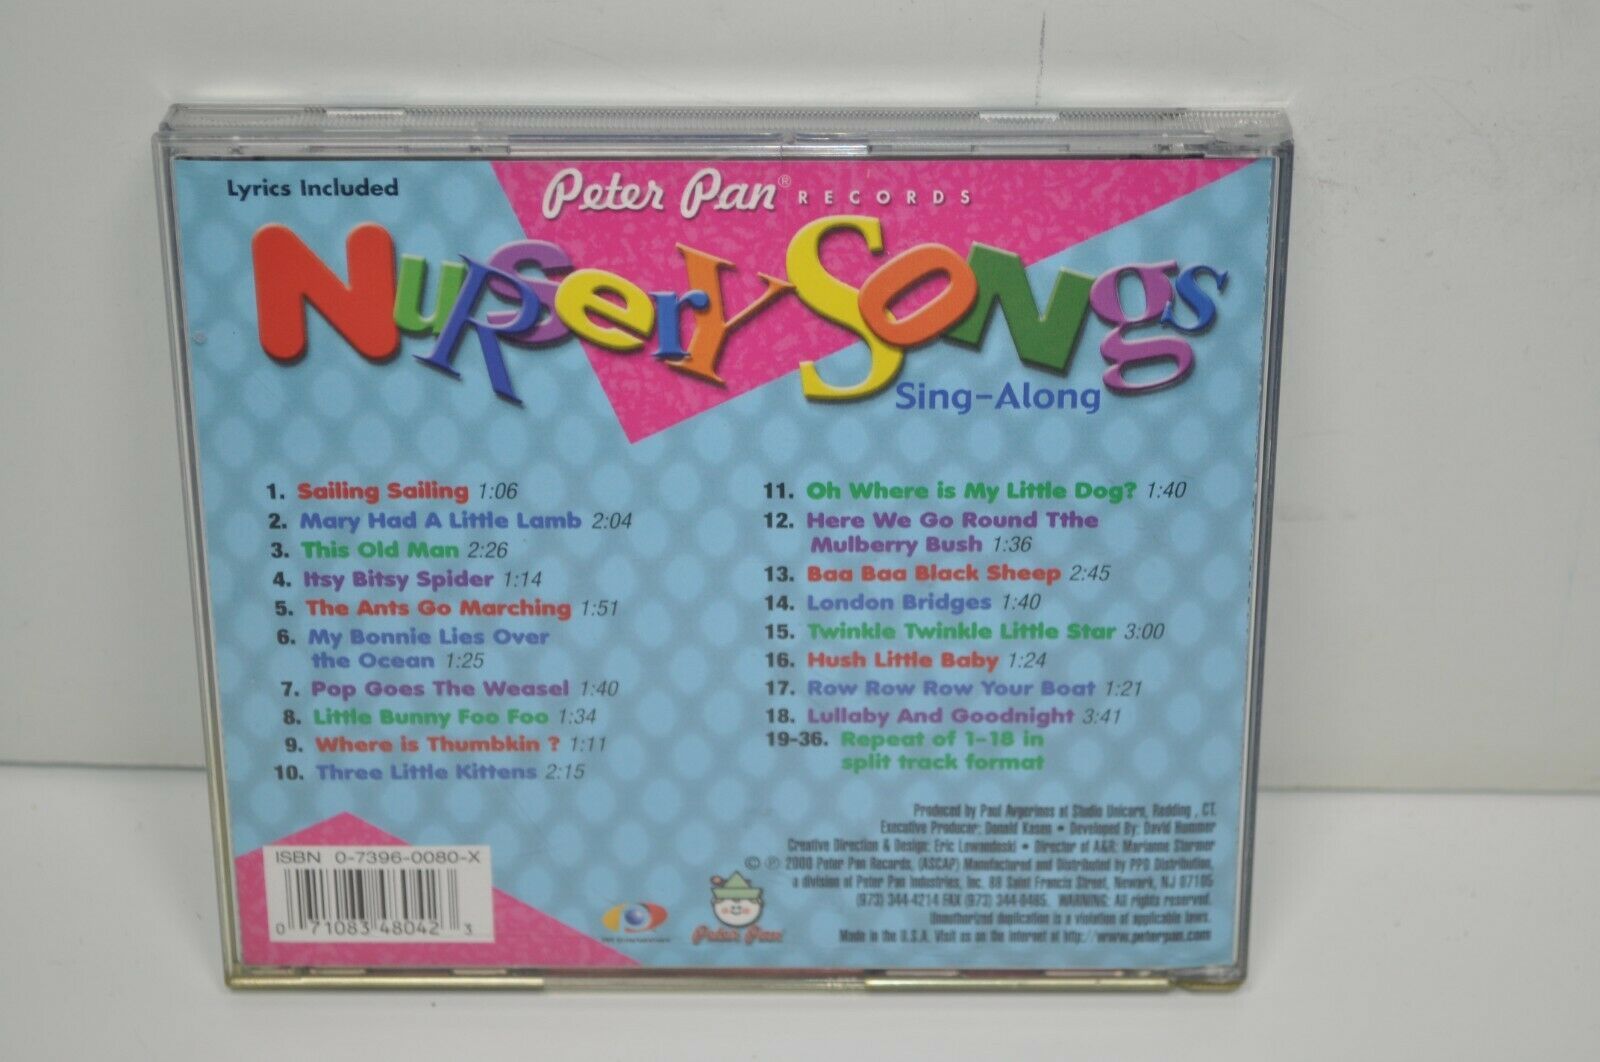 Lyrics Included
Peter Pan® RECORDS
NuRSerY SoNgs
Sing-Along
1. Sailing Sailing 1:06
2. Mary Had A Little Lamb 2:04
3. This Old Man 2:26
4. Itsy Bitsy Spider 1:14
5. The Ants Go Marching 1:51
6. My Bonnie Lies Over
the Ocean 1:25
7. Pop Goes The Weasel 1:40
8. Little Bunny Foo Foo 1:34
9. Where is Thumbkin ? 1:11
10. Three Little Kittens 2:15
11. Oh Where is My Little Dog? 1:40
12. Here We Go Round Tthe
Mulberry Bush 1:36
13. Baa Baa Black Sheep 2:45
14. London Bridges 1:40
15. Twinkle Twinkle Little Star 3:00
16. Hush Little Baby 1:24
17. Row Row Row Your Boat 1:21
18. Lullaby And Goodnight 3:41
19-36. Repeat of 1-18 in
split track format
Produced by Paul Avgerinos at Studio Unicorn, Redding , CT.
Executive Producer: Donald Kasen • Developed By: David Hummer
Creative Direction & Design: Eric Lewandoski • Director of A&R: Marianne Stormer
© ℗ 2000 Peter Pan Records, (ASCAP) Manufactured and Distributed by PPD Distribution,
a division of Peter Pan Industries, Inc. 88 Saint Francis Street, Newark, NJ 07105
(973) 344-4214 FAX (973) 344-0465. WARNING: All rights reserved.
Unauthorized duplication is a violation of applicable laws.
Made in the U.S.A. Visit us on the internet at http://www.peterpan.com
ISBN 0-7396-0080-X
0 71083 48042 3
Entertainment
Peter Pan